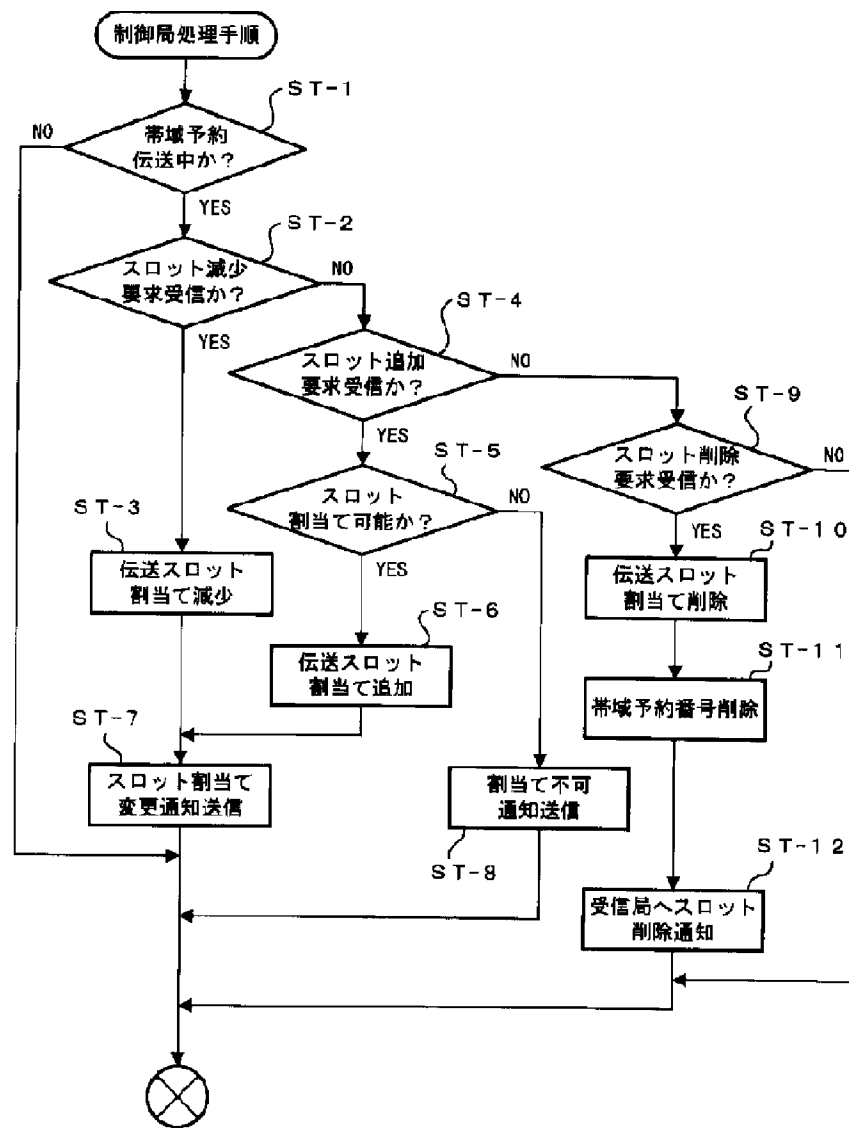 制御局処理手順
ST-1
NO
帯域予約
伝送中か？
YES
ST-2
スロット減少
要求受信か？
NO
YES
ST-4
スロット追加
要求受信か？
NO
YES
ST-9
スロット削除
要求受信か？
NO
YES
ST-5
スロット
割当て可能か？
NO
YES
ST-3
伝送スロット
割当て減少
ST-10
伝送スロット
割当て削除
ST-6
伝送スロット
割当て追加
ST-11
帯域予約番号削除
ST-7
スロット割当て
変更通知送信
割当て不可
通知送信
ST-8
ST-12
受信局へスロット
削除通知